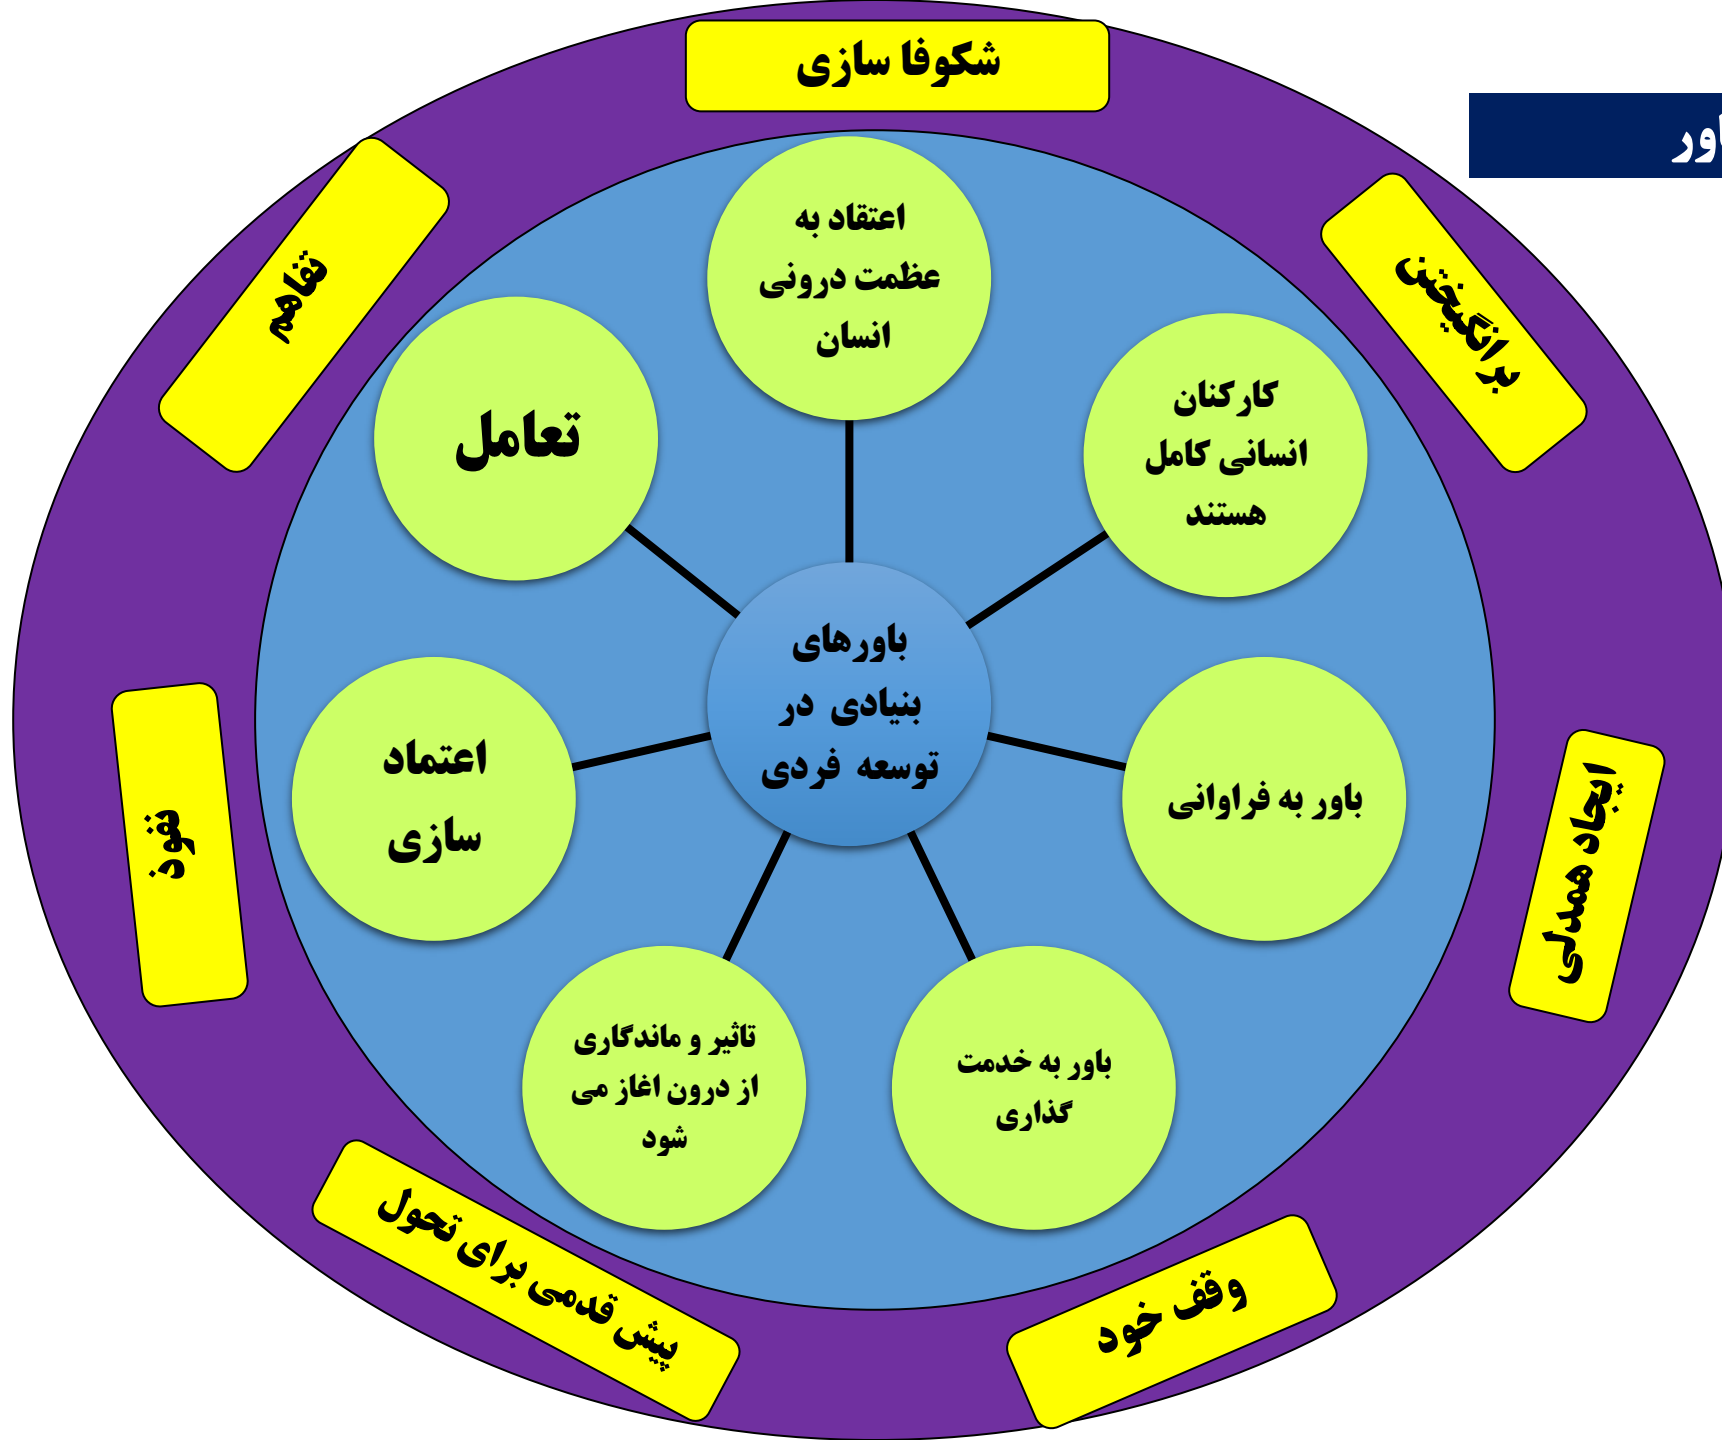 شکوفا سازی
برانگیختن
ایجاد همدلی
وقف خود
پیش قدمی برای تحول
نفوذ
تفاهم
اعتقاد به
عظمت درونی
انسان
کارکنان
انسانی کامل
هستند
باور به فراوانی
باور به خدمت
گذاری
تاثیر و ماندگاری
از درون اغاز می
شود
اعتماد
سازی
تعامل
باورهای
بنیادی در
توسعه فردی